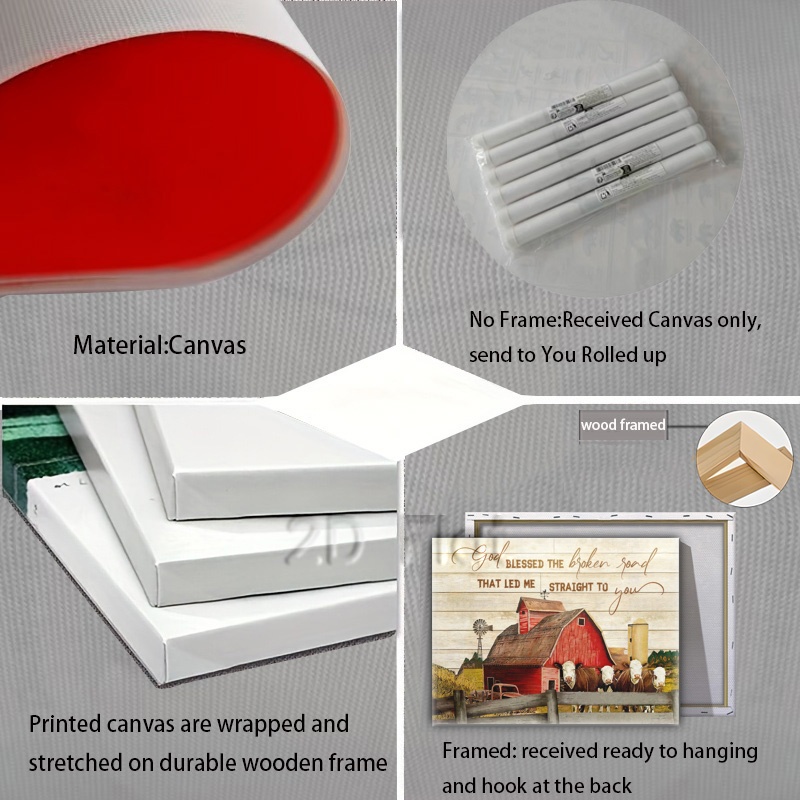 Material:Canvas
No Frame:Received Canvas only,
send to You Rolled up
Printed canvas are wrapped and
stretched on durable wooden frame
wood framed
God BLESSED THE broken road
THAT LED ME STRAIGHT TO you
Framed: received ready to hanging
and hook at the back